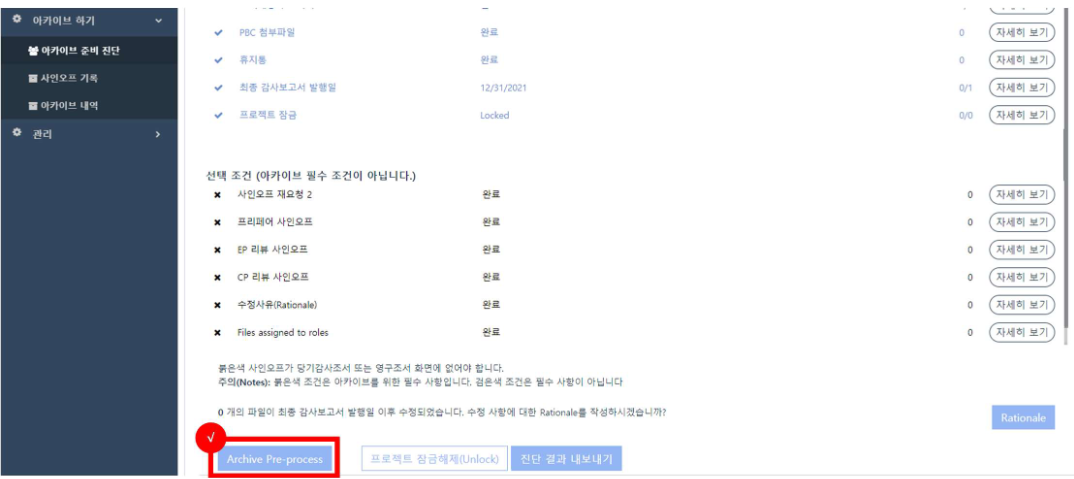 아카이브 하기
아카이브 준비 진단
사인오프 기록
아카이브 내역
관리
PBC 첨부파일 완료 0 자세히 보기
휴지통 완료 0 자세히 보기
최종 감사보고서 발행일 12/31/2021 0/1 자세히 보기
프로젝트 잠금 Locked 0/0 자세히 보기
선택 조건 (아카이브 필수 조건이 아닙니다.)
사인오프 재요청 2 완료 0 자세히 보기
프리페어 사인오프 완료 0 자세히 보기
EP 리뷰 사인오프 완료 0 자세히 보기
CP 리뷰 사인오프 완료 0 자세히 보기
수정사유(Rationale) 완료 0 자세히 보기
Files assigned to roles 완료 0 자세히 보기
붉은색 사인오프가 당기감사조서 또는 영구조서 화면에 없어야 합니다.
주의(Notes): 붉은색 조건은 아카이브를 위한 필수 사항입니다. 검은색 조건은 필수 사항이 아닙니다
0 개의 파일이 최종 감사보고서 발행일 이후 수정되었습니다. 수정 사항에 대한 Rationale를 작성하시겠습니까?
Rationale
Archive Pre-process 프로젝트 잠금해제(Unlock) 진단 결과 내보내기